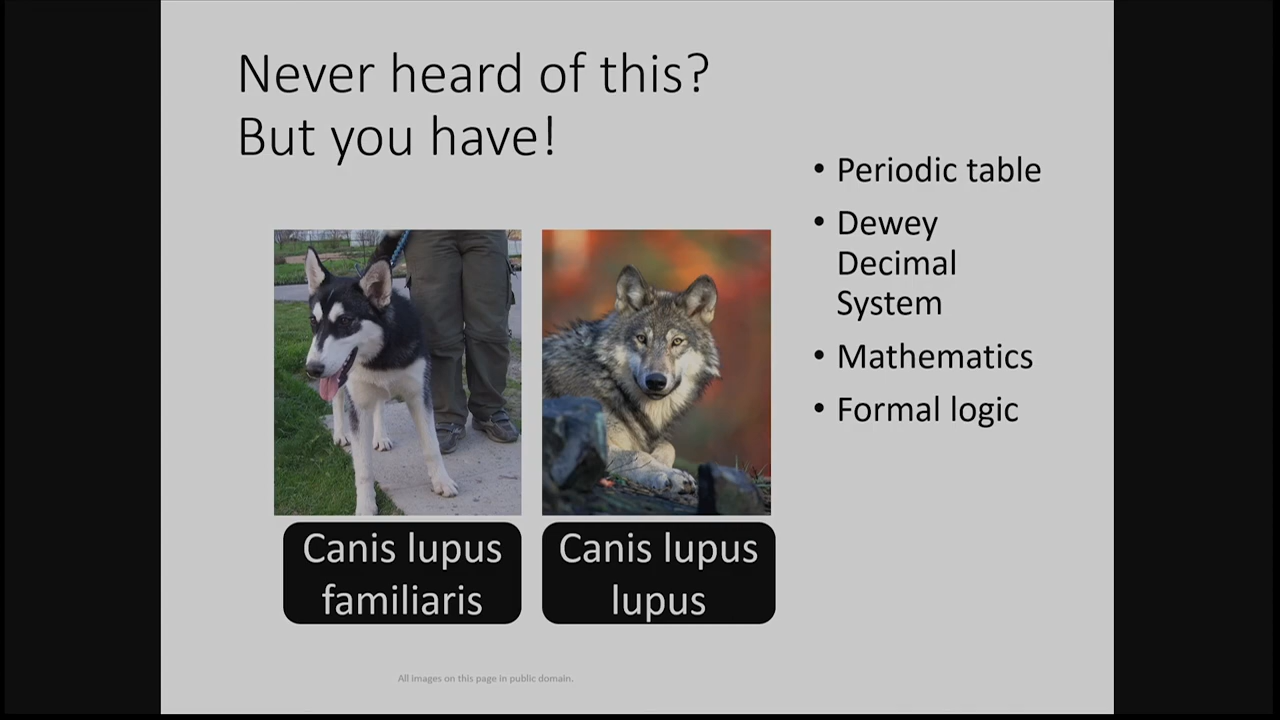 Never heard of this?
But you have!
• Periodic table
• Dewey
Decimal
System
• Mathematics
• Formal logic
Canis lupus
familiaris
Canis lupus
lupus
All images on this page in public domain.